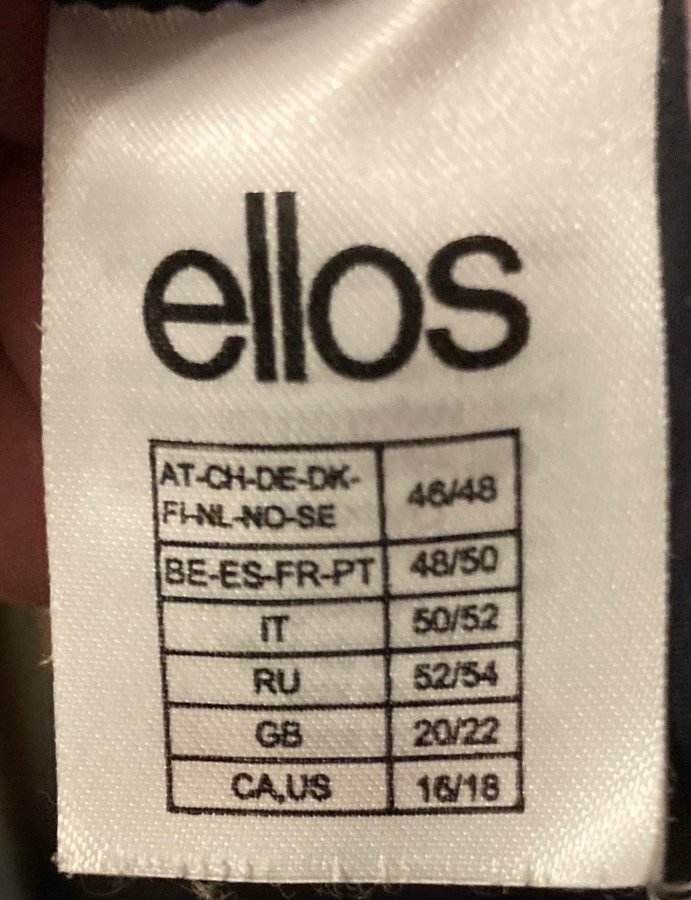 ellos
AT-CH-DE-DK-
FI-NL-NO-SE
46/48
BE-ES-FR-PT 48/50
IT 50/52
RU 52/54
GB 20/22
CA,US 16/18